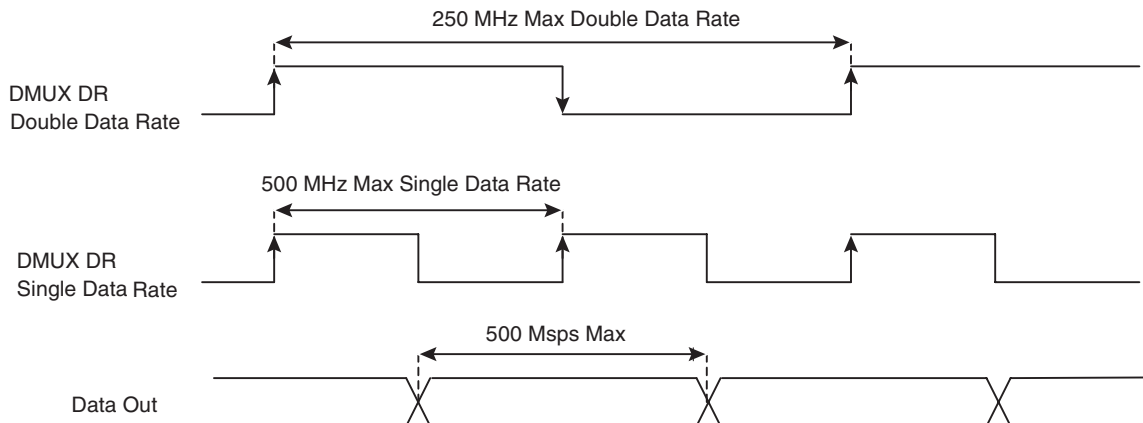 250 MHz Max Double Data Rate
DMUX DR
Double Data Rate
500 MHz Max Single Data Rate
DMUX DR
Single Data Rate
500 Msps Max
Data Out